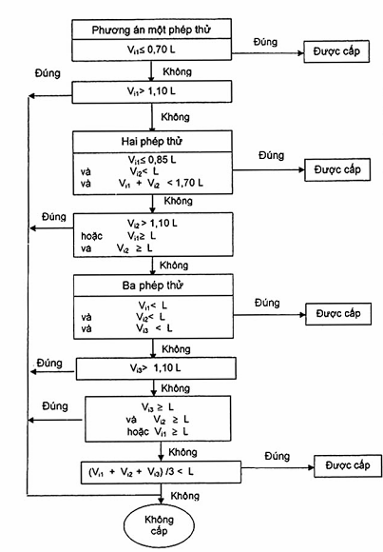 Phương án một phép thử
Vi1≤ 0,70 L
Đúng
Được cấp
Không
Đúng
Vi1> 1,10 L
Không
Hai phép thử
Vi1≤ 0,85 L
và Vi2< L
và Vi1 + Vi2 < 1,70 L
Đúng
Được cấp
Không
Đúng
Vi2 > 1,10 L
hoặc Vi1≥ L
và Vi2 ≥ L
Không
Ba phép thử
Vi1< L
và Vi2< L
và Vi3 < L
Đúng
Được cấp
Không
Đúng
Vi3> 1,10 L
Không
Đúng
Vi3 ≥ L
và Vi2 ≥ L
hoặc Vi1 ≥ L
Không
(Vi1 + Vi2 + Vi3) /3 < L
Đúng
Được cấp
Không
Không
cấp